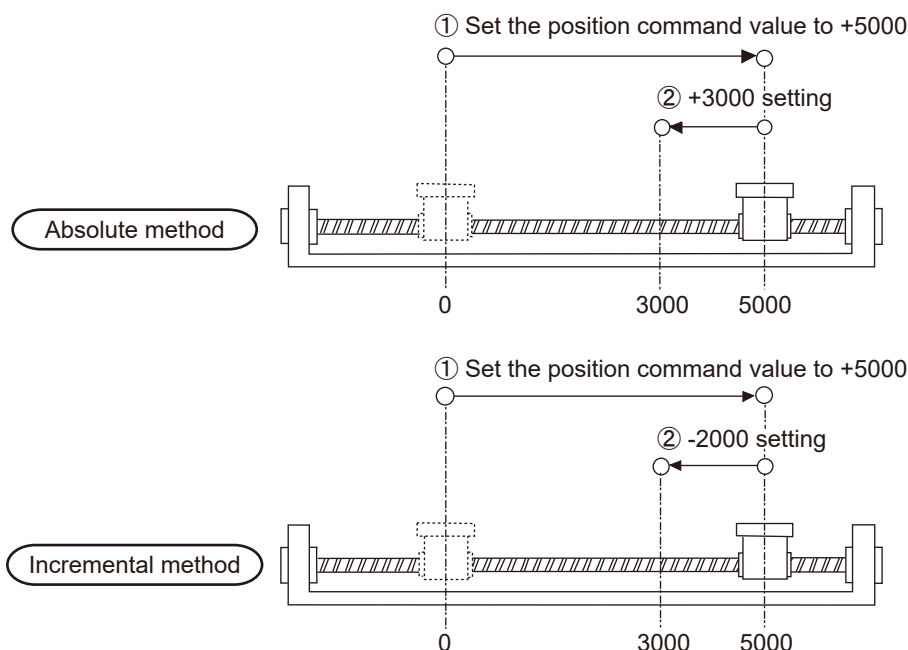 ① Set the position command value to +5000
② +3000 setting
Absolute method
0 3000 5000
① Set the position command value to +5000
② -2000 setting
Incremental method
0 3000 5000